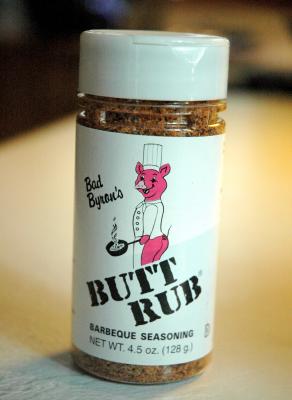 Bad
Byron's
BUTT
RUB®
BARBEQUE SEASONING
NET WT. 4.5 oz. (128 g.)